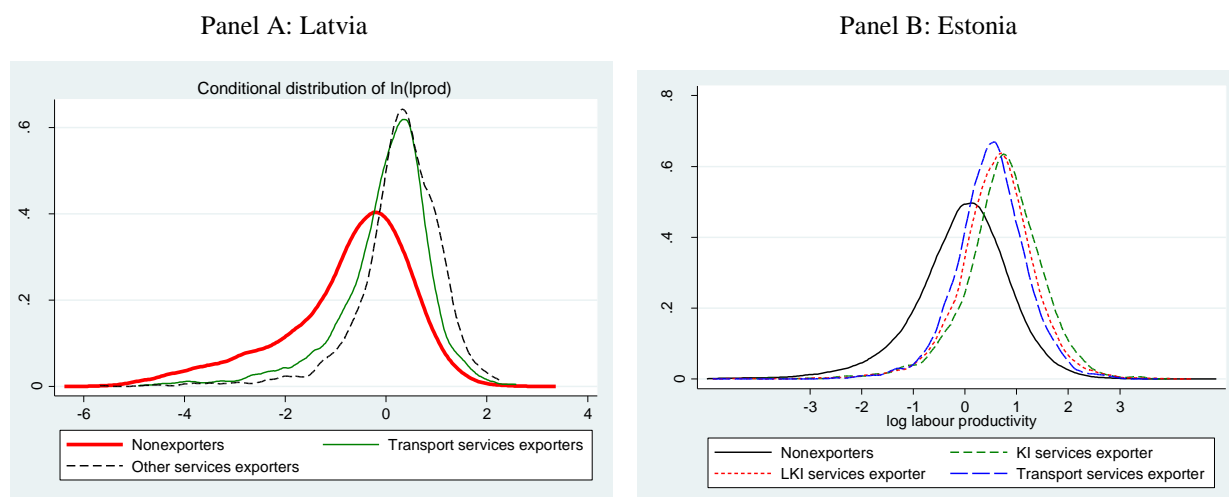 Panel A: Latvia
Conditional distribution of ln(lprod)
.6
.4
.2
0
-6 -4 -2 0 2 4
Nonexporters Transport services exporters
Other services exporters
Panel B: Estonia
.8
.6
.4
.2
0
-3 -2 -1 0 1 2 3
log labour productivity
Nonexporters KI services exporter
LKI services exporter Transport services exporter